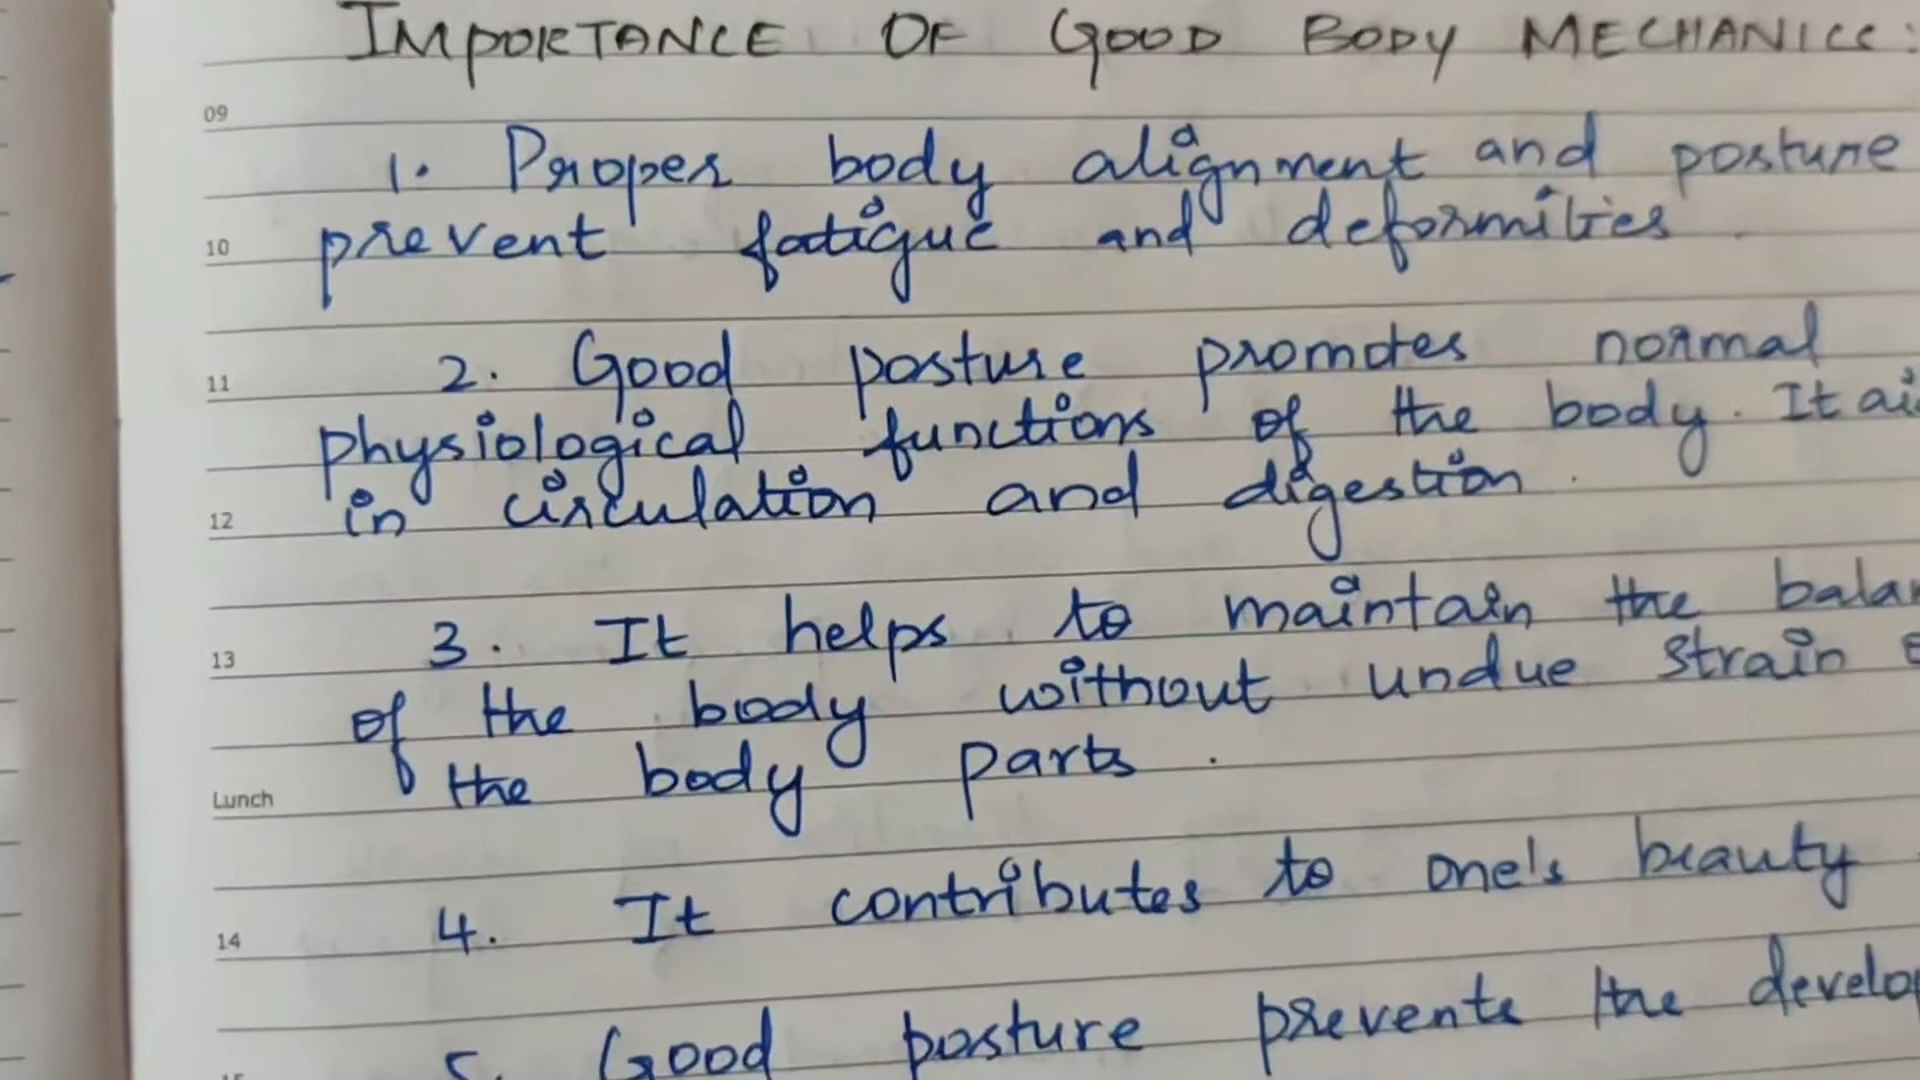 IMPORTANCE OF GOOD BODY MECHANICS:
09
1. Proper body alignment and posture
10 prevent fatigue and deformities.
11 2. Good posture promotes normal
physiological functions of the body. It ai
12 in circulation and digestion.
13 3. It helps to maintain the balan
of the body without undue strain
Lunch the body parts.
14 4. It contributes to one's beauty
5. Good posture prevents the develop